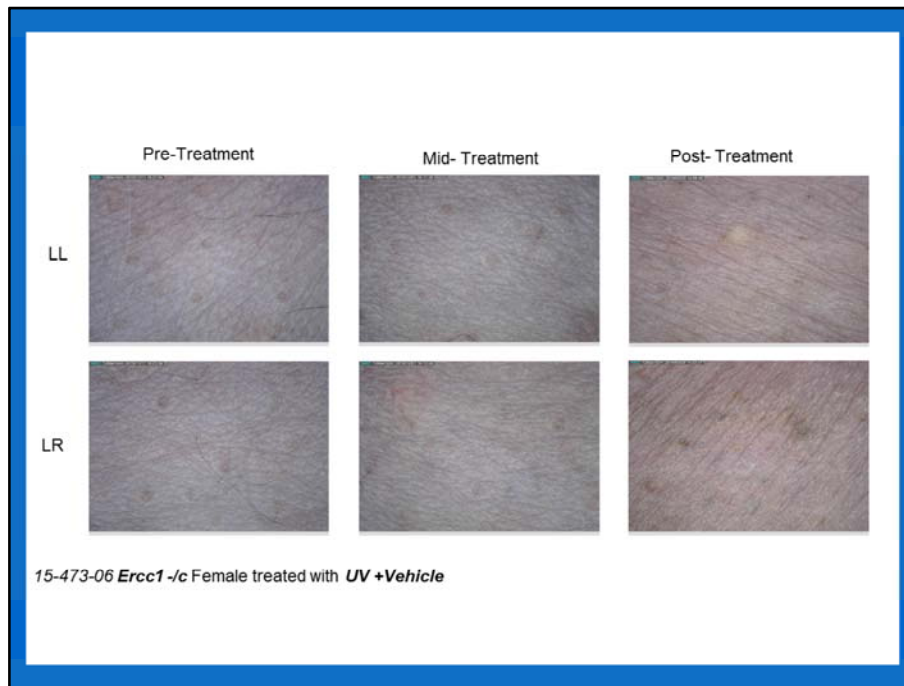 Pre-Treatment
Mid- Treatment
Post- Treatment
LL
LR
15-473-06 Ercc1 -/c Female treated with UV +Vehicle